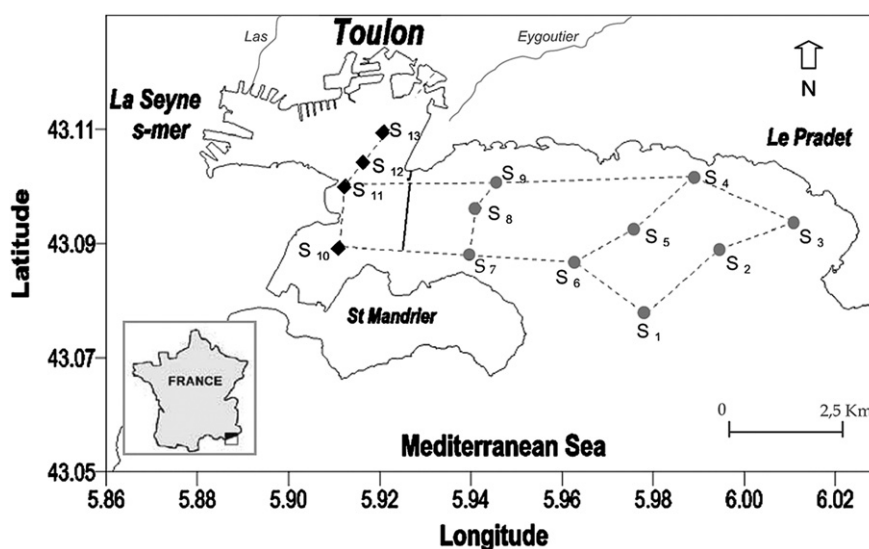 Las
Toulon
Eygoutier
La Seyne
s-mer
N
Le Pradet
43.11
43.09
43.07
43.05
Latitude
S 13
S 12
S 11
S 10
S 9
S 8
S 7
S 6
S 5
S 4
S 3
S 2
S 1
St Mandrier
FRANCE
0 2,5 Km
Mediterranean Sea
5.86 5.88 5.90 5.92 5.94 5.96 5.98 6.00 6.02
Longitude